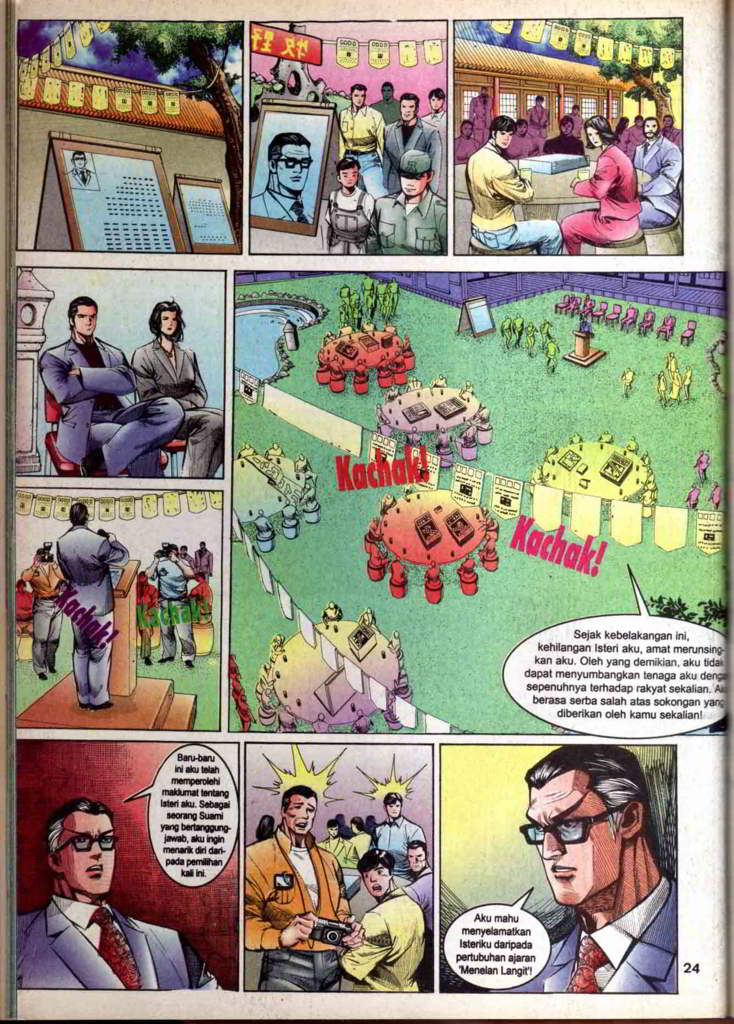 Kachak!
Kachak!
Kachak!
Kachak!
Sejak kebelakangan ini,
kehilangan Isteri aku, amat merunsing
kan aku. Oleh yang demikian, aku tidak
dapat menyumbangkan tenaga aku
sepenuhnya terhadap rakyat sekalian.
berasa serba salah atas sokongan yang
diberikan oleh kamu sekalian!
Baru-baru
ini aku telah
memperolehi
maklumat tentang
Isteri aku. Sebagai
seorang Suami
yang bertanggung-
jawab, aku ingin
menarik diri dari-
pada pemilihan
kali ini.
Aku mahu
menyelamatkan
Isteriku daripada
pertubuhan ajaran
'Menelan Langit'!
24